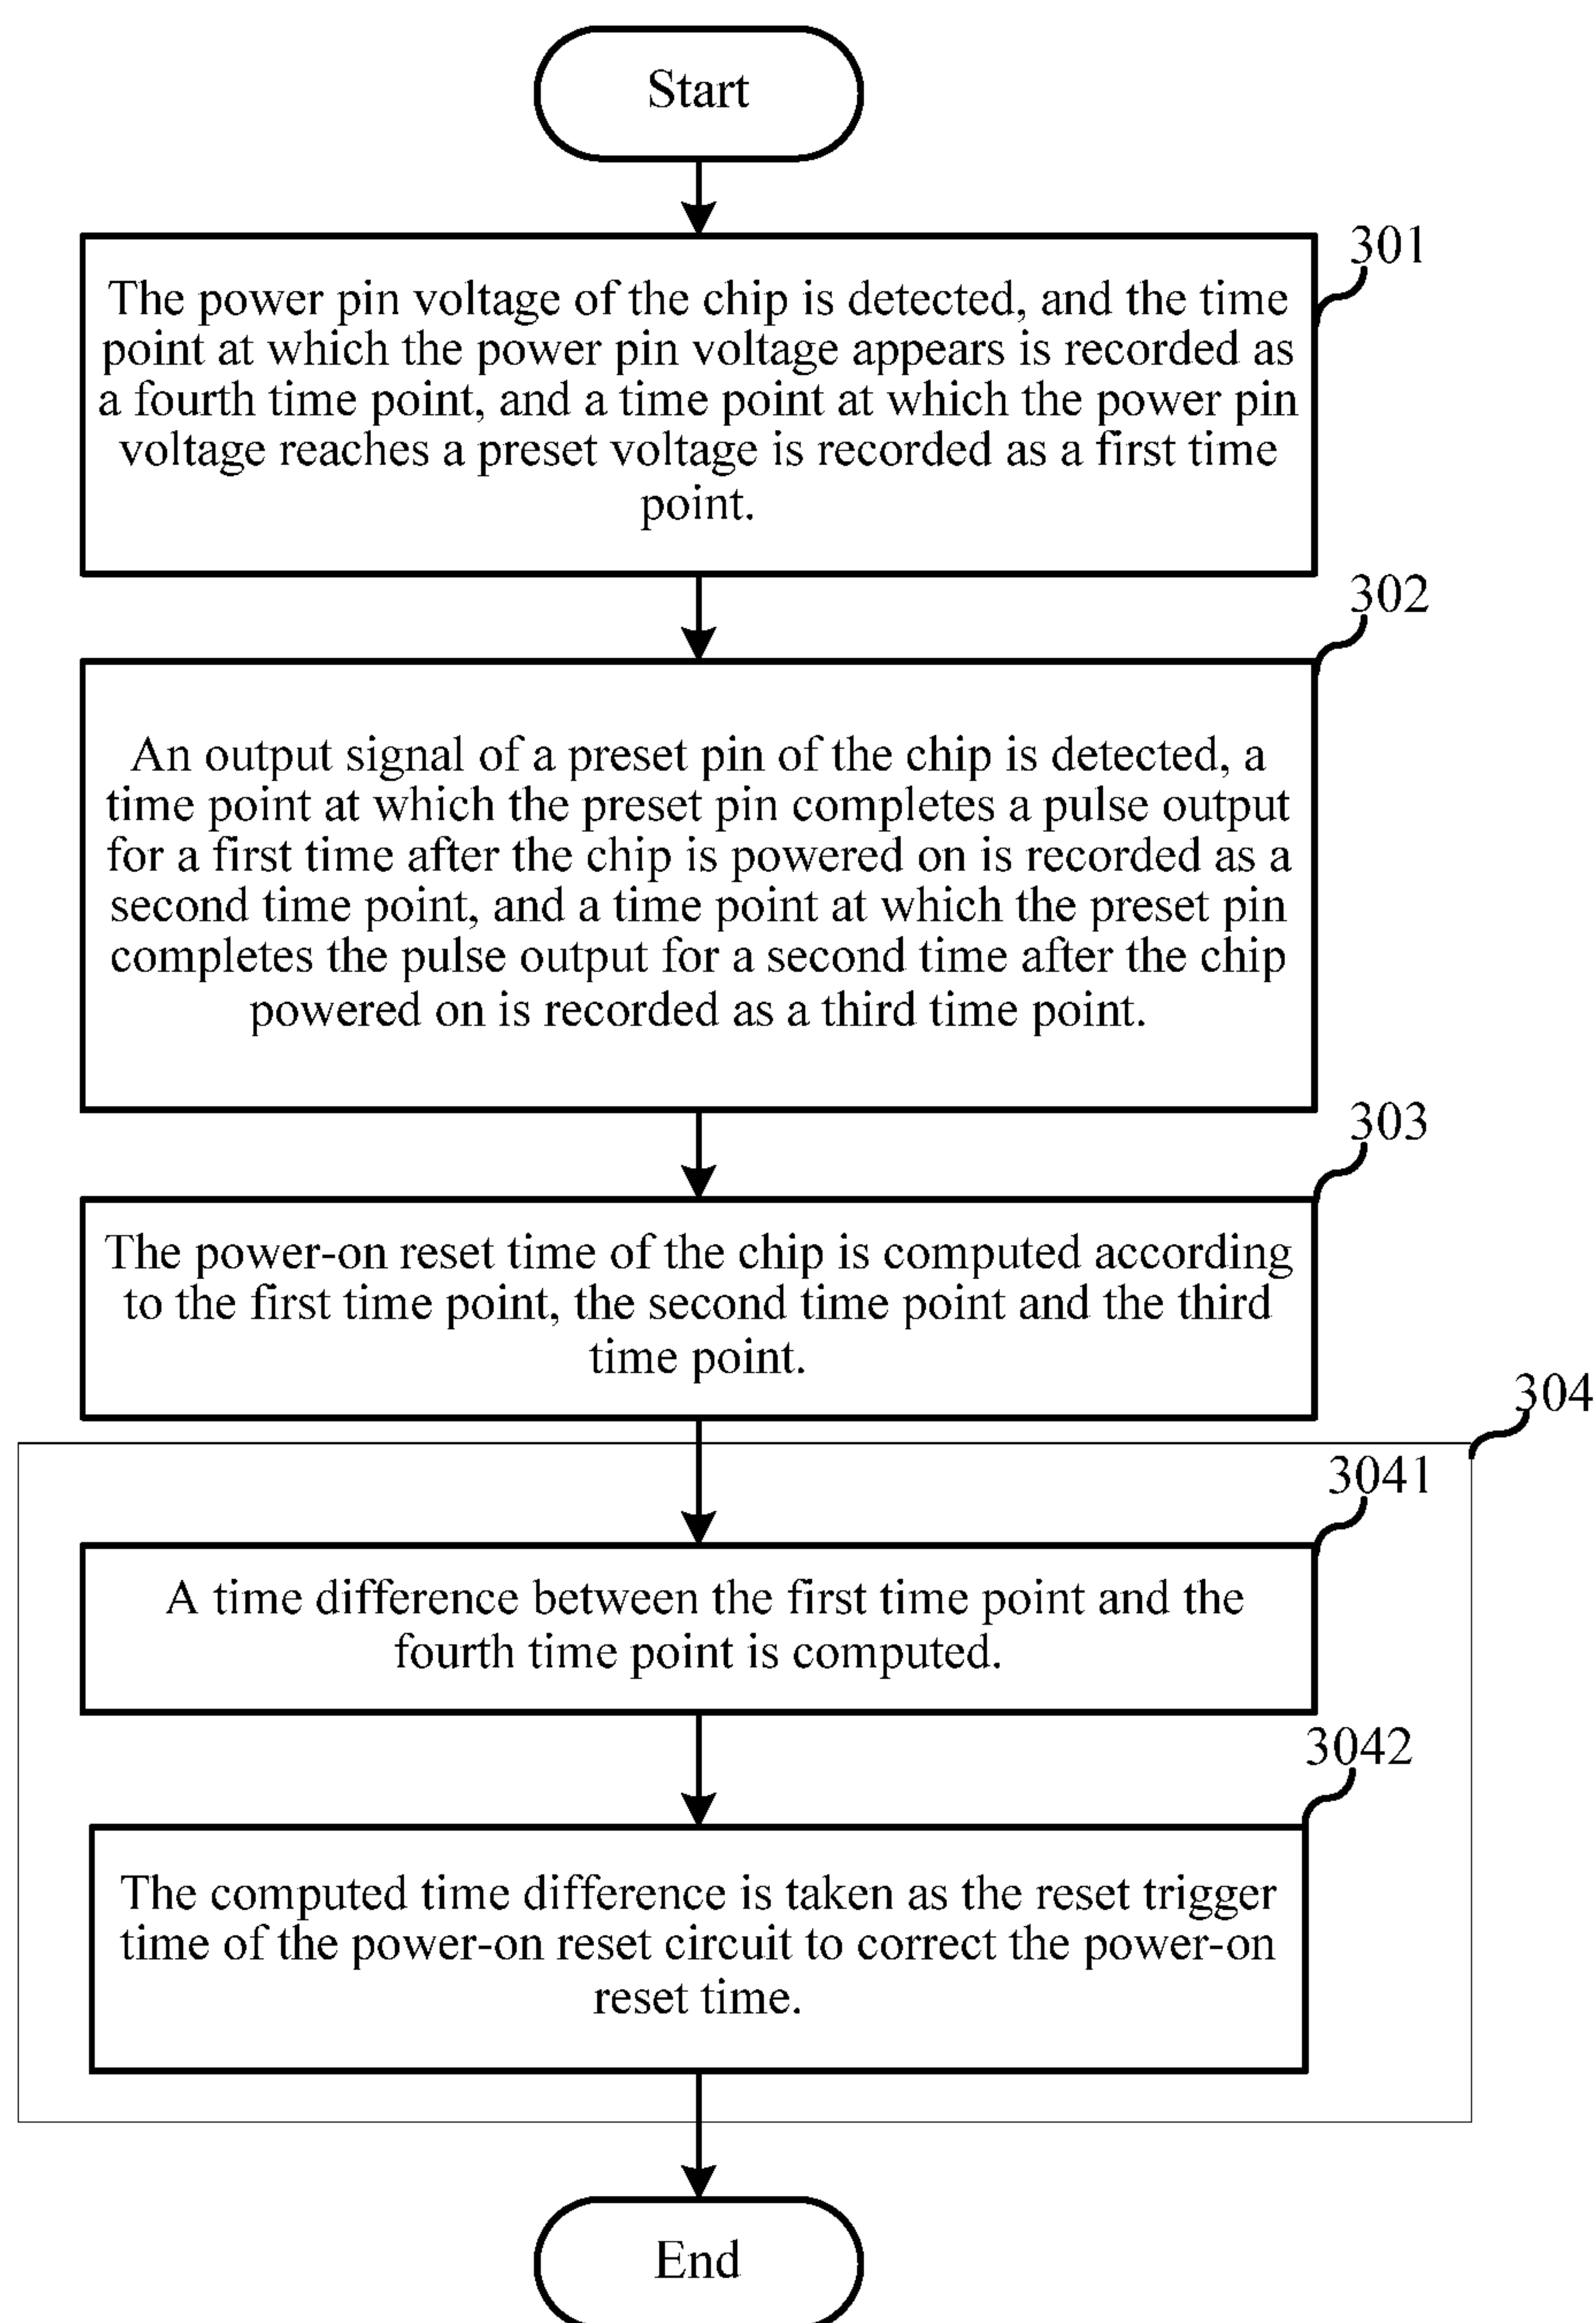 Start
301
The power pin voltage of the chip is detected, and the time
point at which the power pin voltage appears is recorded as
a fourth time point, and a time point at which the power pin
voltage reaches a preset voltage is recorded as a first time
point.
302
An output signal of a preset pin of the chip is detected, a
time point at which the preset pin completes a pulse output
for a first time after the chip is powered on is recorded as a
second time point, and a time point at which the preset pin
completes the pulse output for a second time after the chip
powered on is recorded as a third time point.
303
The power-on reset time of the chip is computed according
to the first time point, the second time point and the third
time point.
304
3041
A time difference between the first time point and the
fourth time point is computed.
3042
The computed time difference is taken as the reset trigger
time of the power-on reset circuit to correct the power-on
reset time.
End